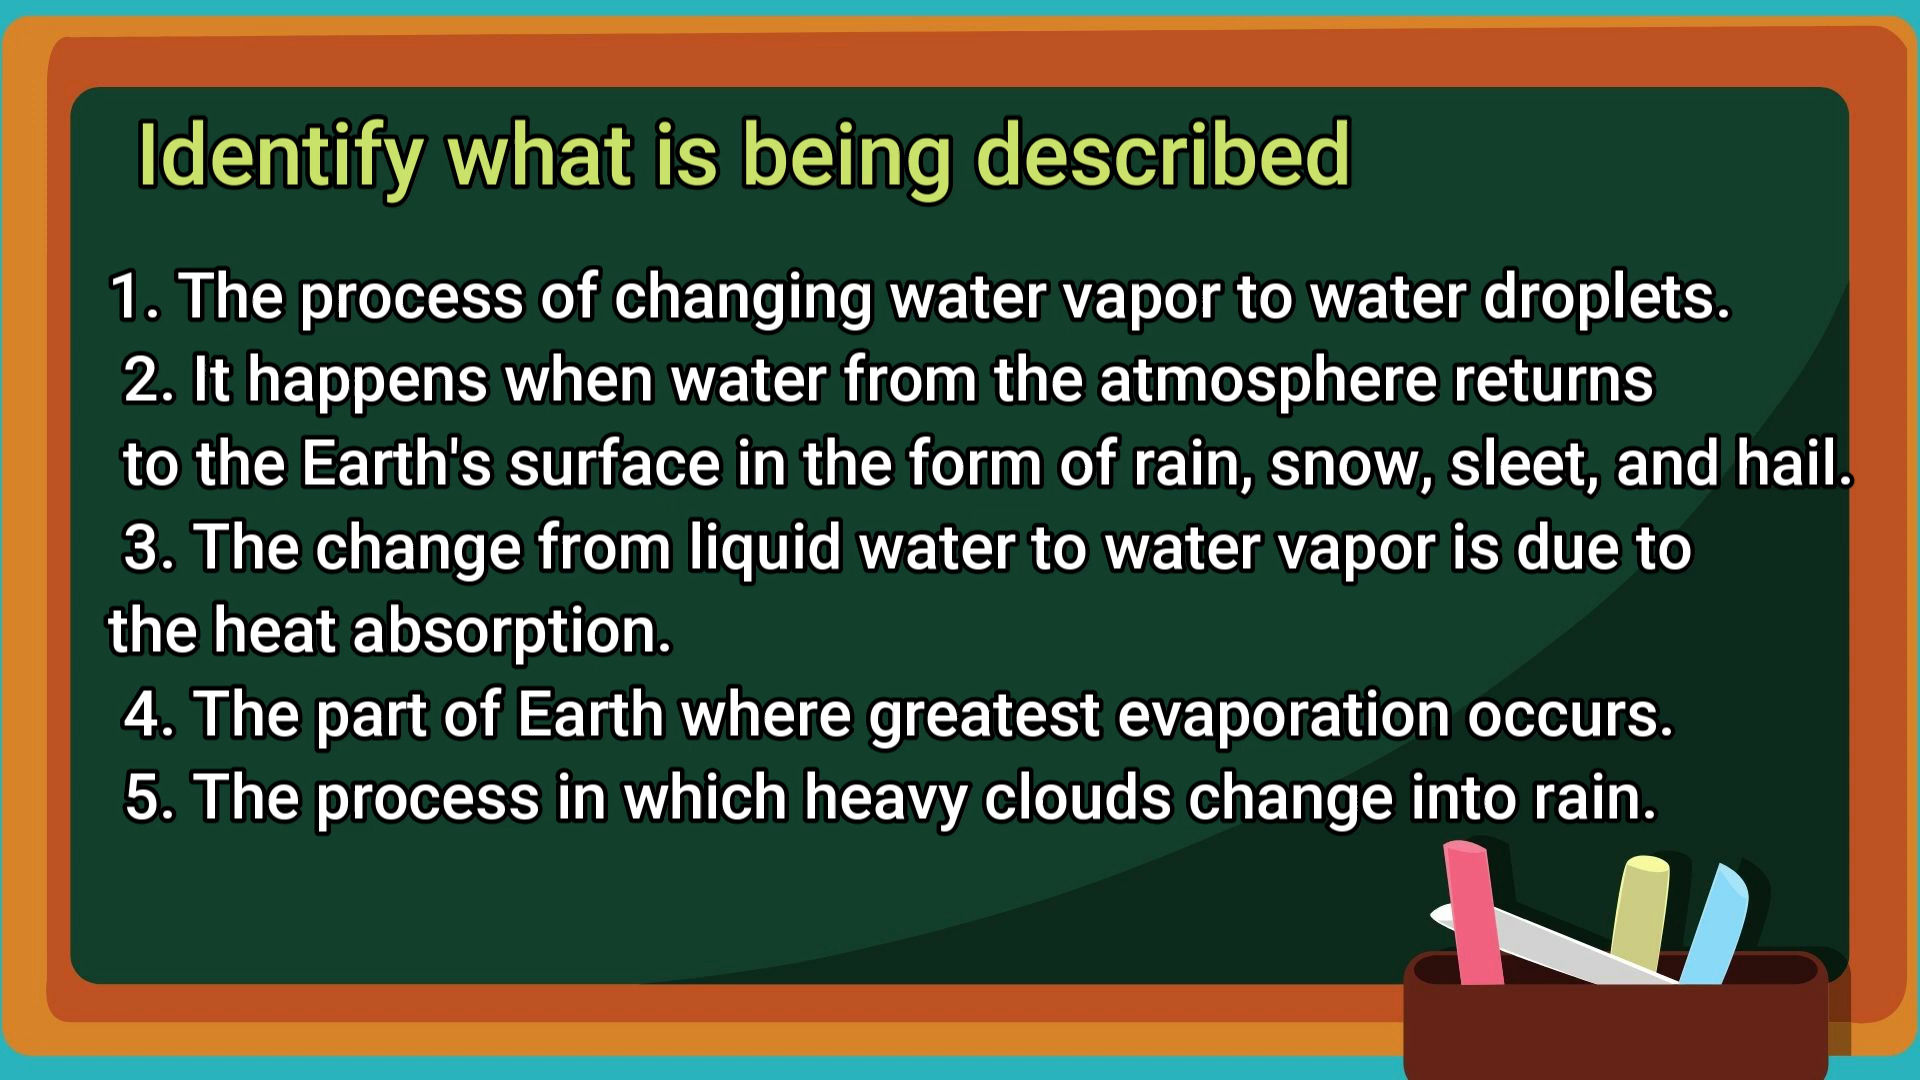 Identify what is being described
1. The process of changing water vapor to water droplets.
2. It happens when water from the atmosphere returns
to the Earth's surface in the form of rain, snow, sleet, and hail.
3. The change from liquid water to water vapor is due to
the heat absorption.
4. The part of Earth where greatest evaporation occurs.
5. The process in which heavy clouds change into rain.